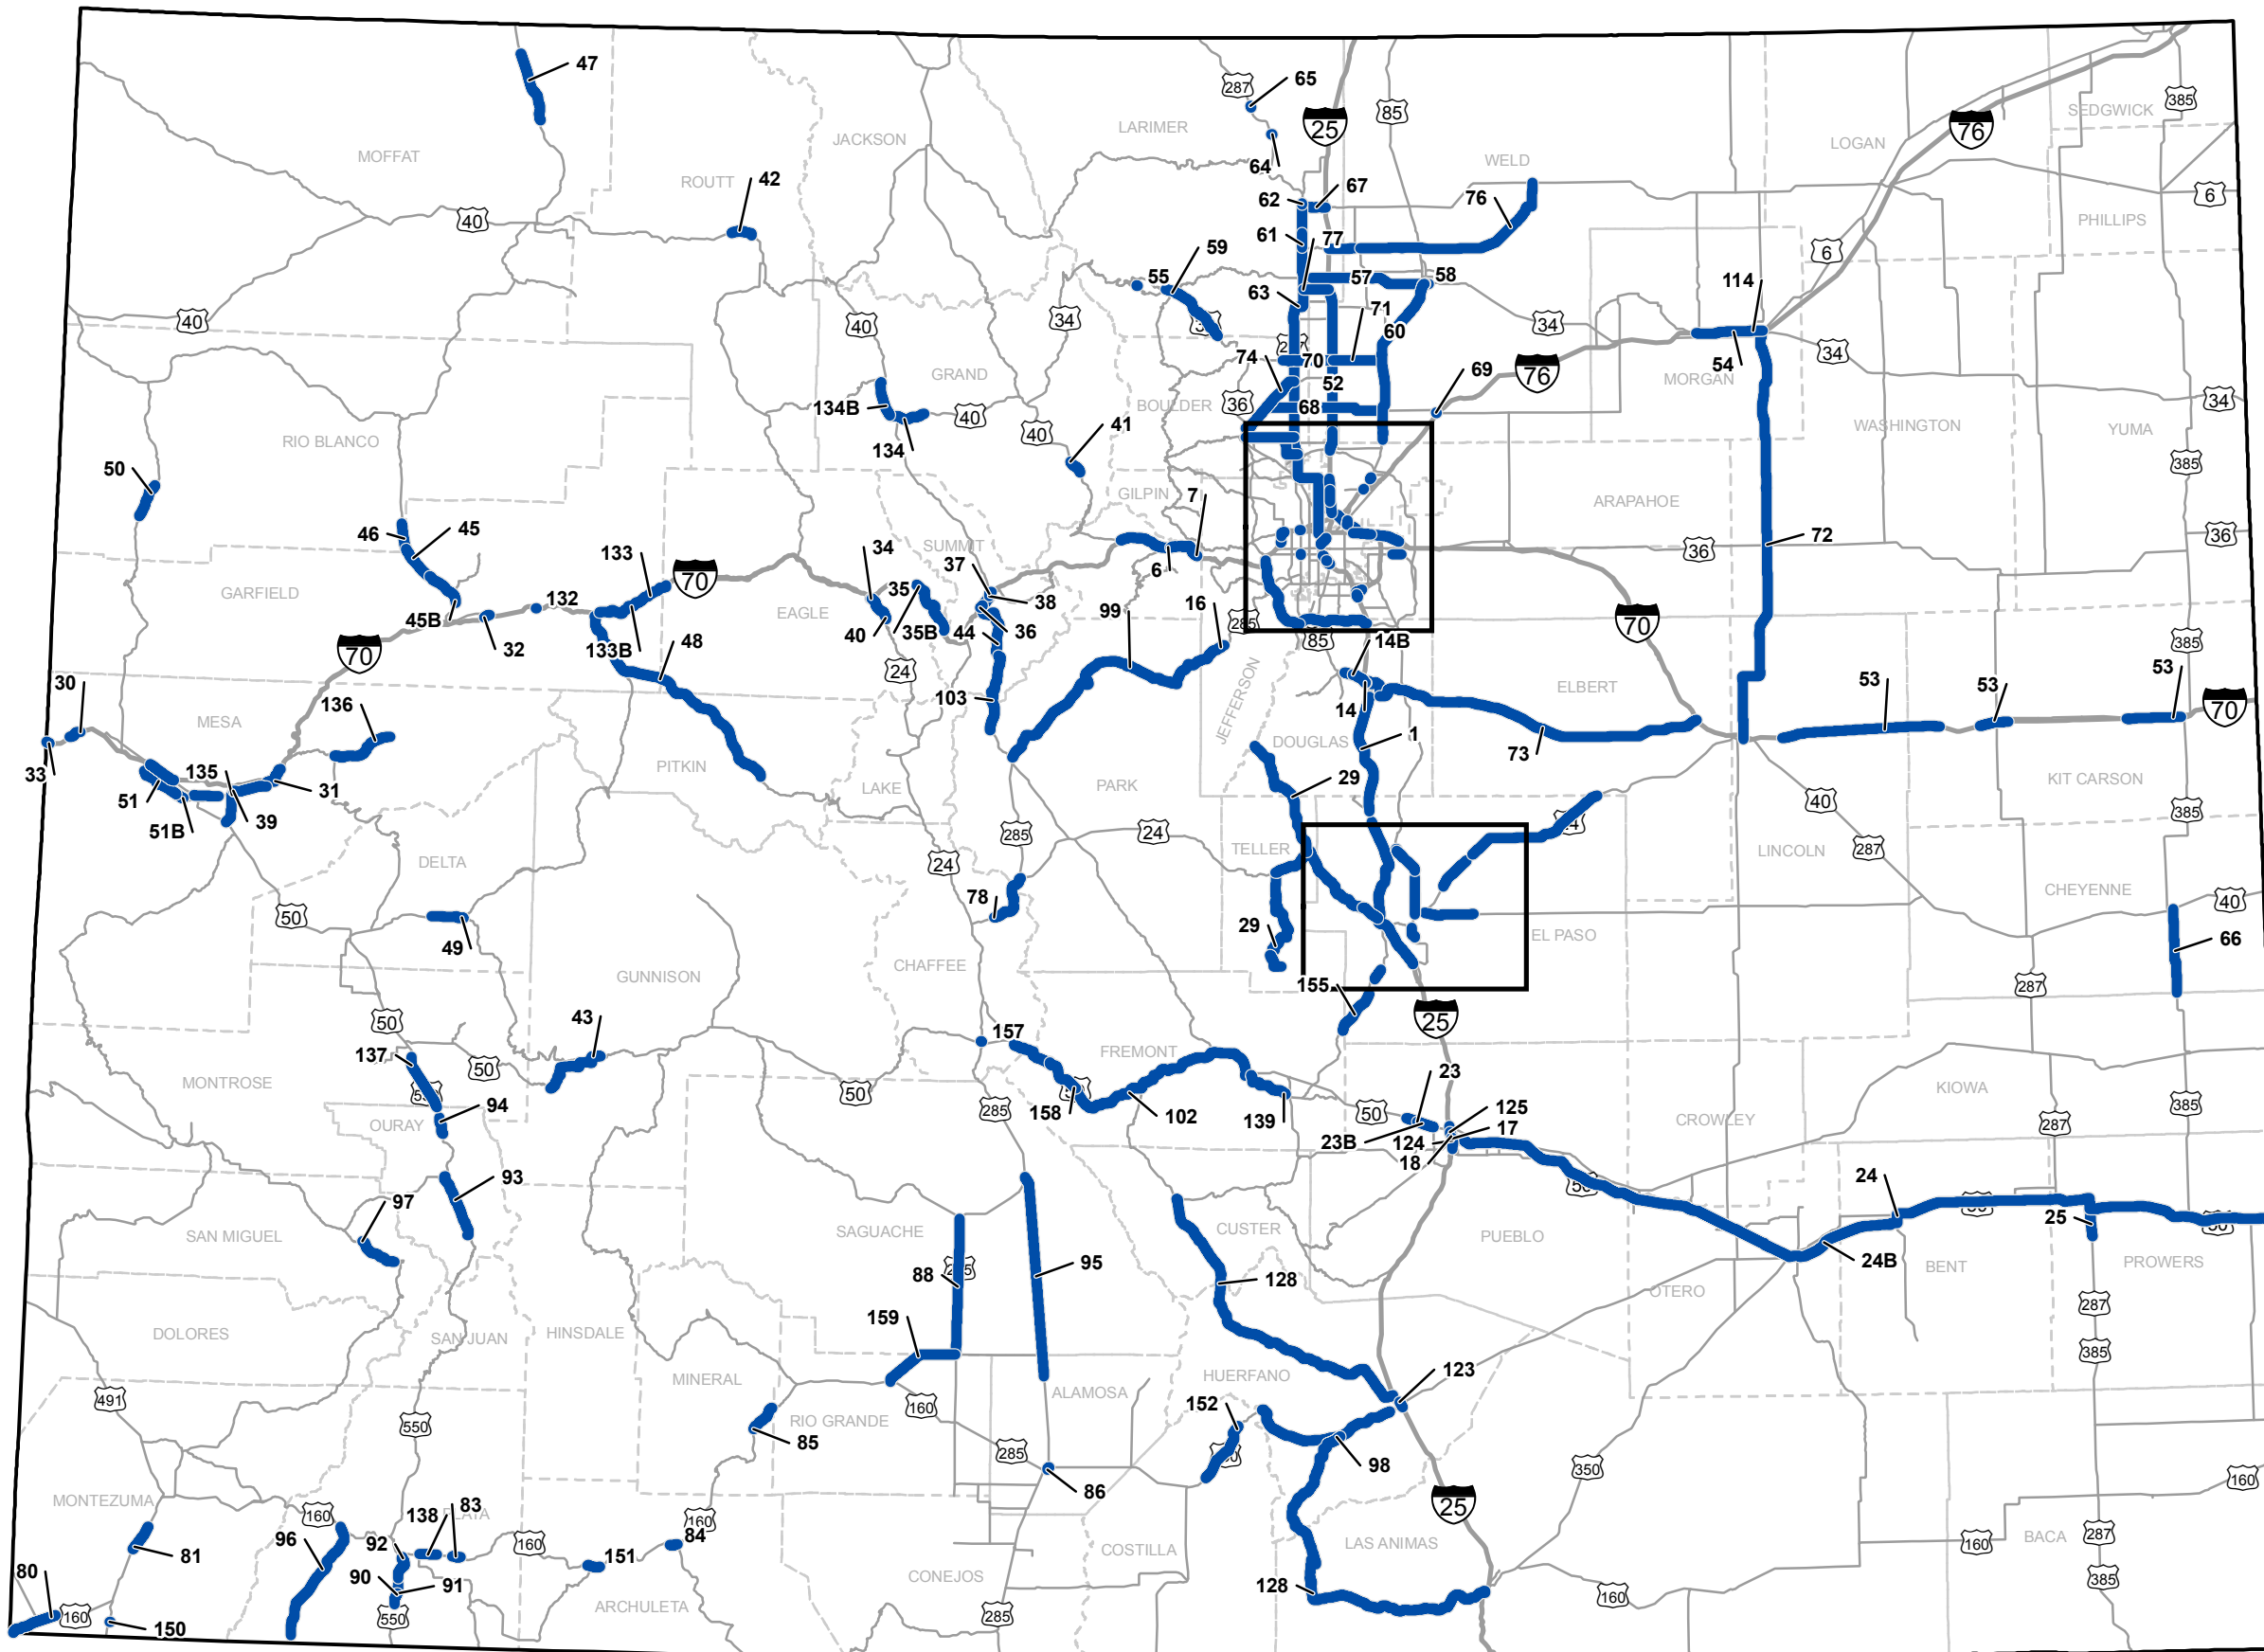 47
65
287
25
85
76
385
SEDGWICK
MOFFAT
JACKSON
LARIMER
LOGAN
WELD
64
ROUTT
42
62
67
76
6
40
PHILLIPS
61
77
59
6
55
57
58
114
63
71
40
40
34
60
34
34
74
70
54
GRAND
52
76
69
MORGAN
36
34
134B
40
BOULDER
68
RIO BLANCO
41
40
134
WASHINGTON
YUMA
50
385
GILPIN
7
ARAPAHOE
46
45
133
34
SUMMIT
37
36
72
36
70
6
GARFIELD
132
35
38
16
99
EAGLE
45B
32
40
35B
44
36
285
70
70
133B
48
85
14B
385
24
30
53
53
53
ELBERT
103
14
70
MESA
136
DOUGLAS
1
JEFFERSON
73
33
PITKIN
135
31
29
KIT CARSON
51
LAKE
PARK
40
51B
39
385
285
24
24
DELTA
24
TELLER
LINCOLN
287
CHEYENNE
78
40
50
49
29
EL PASO
66
GUNNISON
CHAFFEE
155
287
50
25
43
157
137
FREMONT
50
MONTROSE
23
KIOWA
50
158
102
139
50
125
385
94
285
17
CROWLEY
OURAY
23B
124
287
18
93
24
97
SAGUACHE
CUSTER
PUEBLO
25
SAN MIGUEL
88
95
128
24B
BENT
PROWERS
OTERO
159
287
DOLORES
SAN JUAN
HINSDALE
385
MINERAL
HUERFANO
123
491
ALAMOSA
160
152
550
RIO GRANDE
85
285
98
350
86
160
MONTEZUMA
25
160
138
83
160
84
96
92
160
151
287
81
LAS ANIMAS
160
BACA
COSTILLA
80
90
91
CONEJOS
385
128
160
ARCHULETA
160
550
285
150